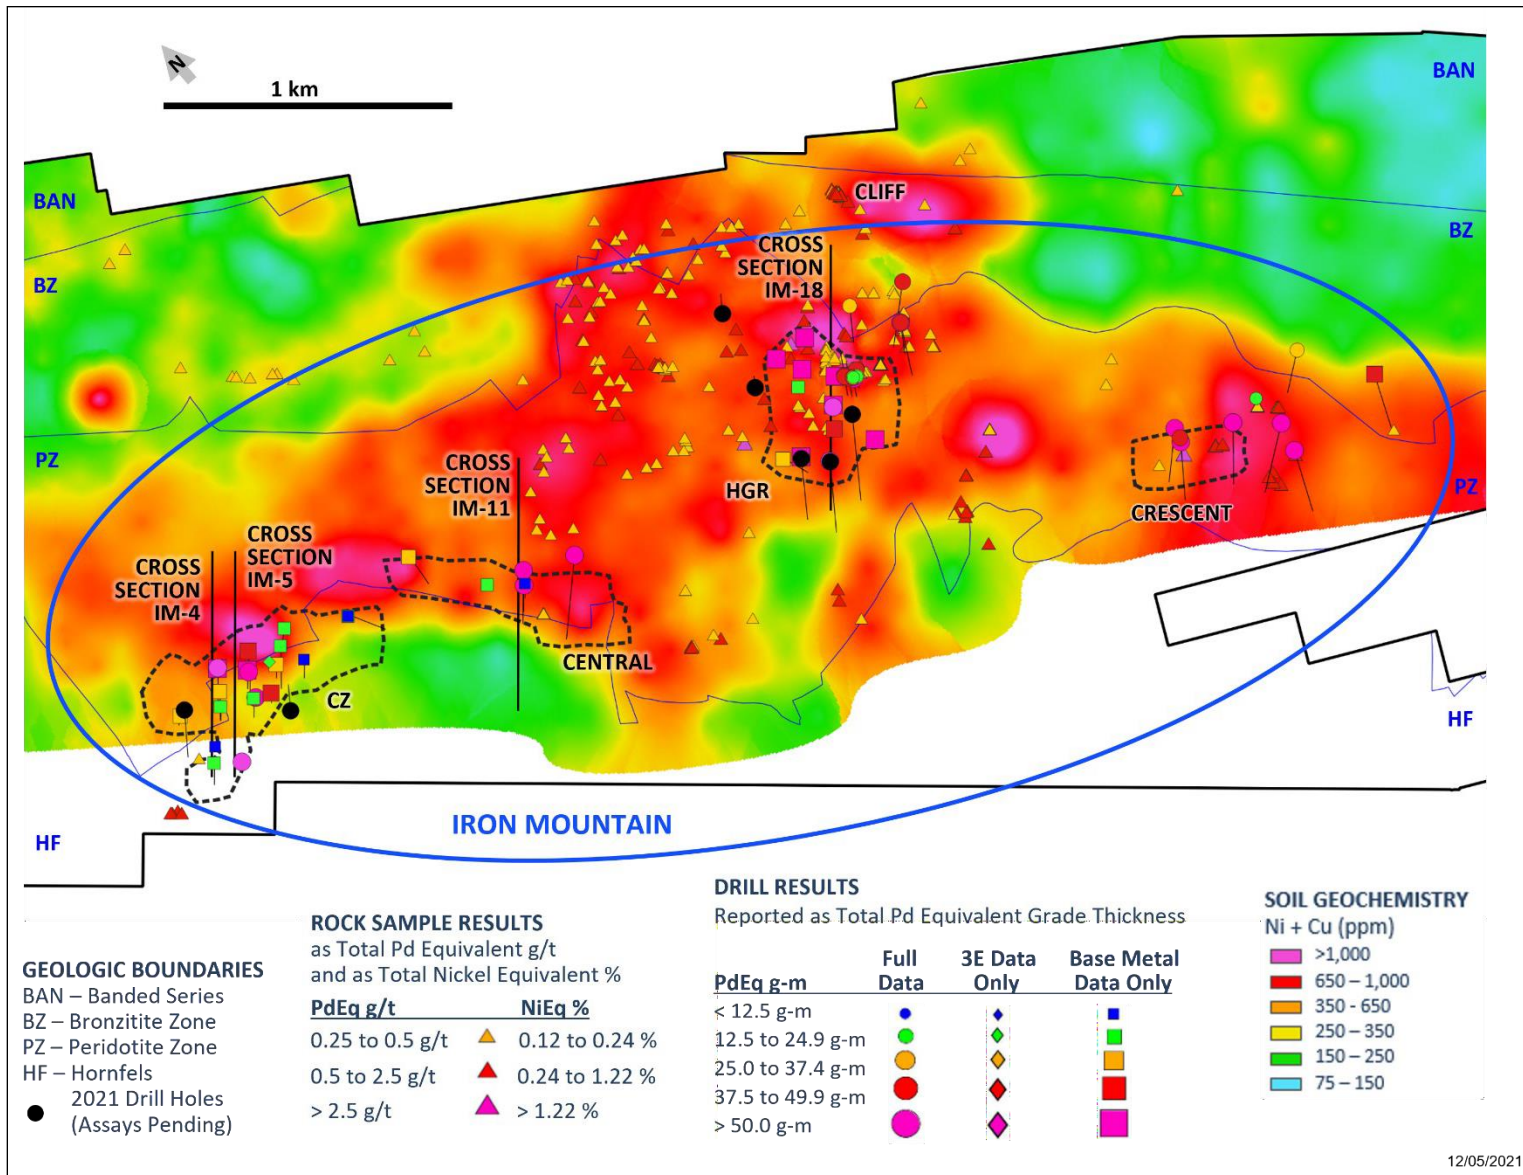 N
1 km
BAN
BAN
CLIFF
BZ
BZ
CROSS
SECTION
IM-18
PZ
CROSS
SECTION
IM-11
HGR
PZ
CRESCENT
CROSS
SECTION
IM-5
CROSS
SECTION
IM-4
CENTRAL
CZ
HF
IRON MOUNTAIN
HF
GEOLOGIC BOUNDARIES
BAN – Banded Series
BZ – Bronzitite Zone
PZ – Peridotite Zone
HF – Hornfels
2021 Drill Holes
(Assays Pending)
ROCK SAMPLE RESULTS
as Total Pd Equivalent g/t
and as Total Nickel Equivalent %
PdEq g/t NiEq %
0.25 to 0.5 g/t 0.12 to 0.24 %
0.5 to 2.5 g/t 0.24 to 1.22 %
> 2.5 g/t > 1.22 %
DRILL RESULTS
Reported as Total Pd Equivalent Grade Thickness
Full 3E Data Base Metal
PdEq g-m Data Only Data Only
< 12.5 g-m
12.5 to 24.9 g-m
25.0 to 37.4 g-m
37.5 to 49.9 g-m
> 50.0 g-m
SOIL GEOCHEMISTRY
Ni + Cu (ppm)
>1,000
650 – 1,000
350 - 650
250 – 350
150 – 250
75 – 150
12/05/2021